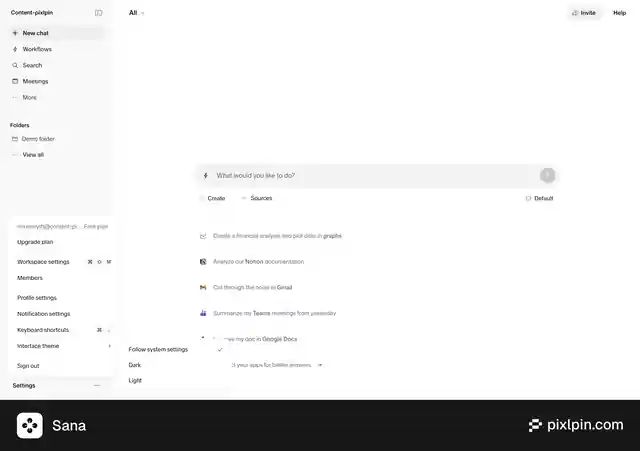 Content-pixlpin
All
Invite
Help
New chat
Workflows
Search
Meetings
More
Folders
Demo folder
View all
What would you like to do?
Create
Sources
Default
Create a financial analysis and plot data in graphs
Analyze our Notion documentation
Cut through the noise in Gmail
Summarize my Teams meetings from yesterday
my doc in Google Docs
your apps for better answers
Free plan
Upgrade plan
Workspace settings ⌘ W
Members
Profile settings
Notification settings
Keyboard shortcuts ⌘
Interface theme
Sign out
Follow system settings
Dark
Light
Settings
Sana
pixlpin.com